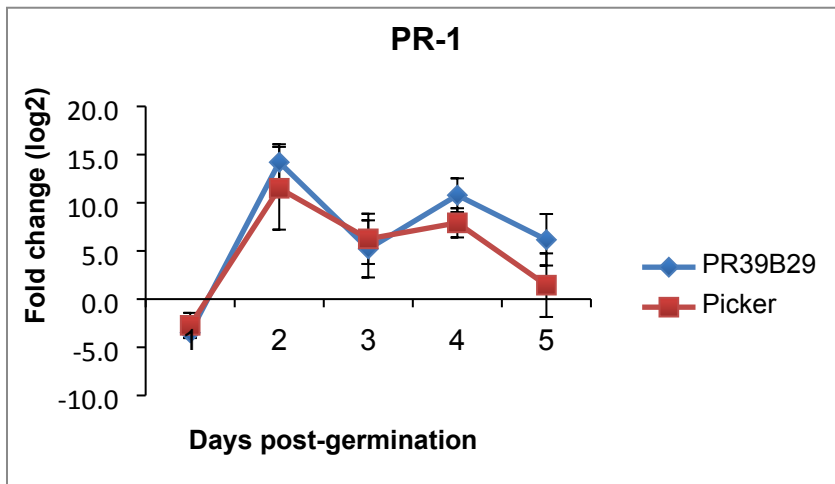 PR-1
Fold change (log2)
20.0
15.0
10.0
5.0
0.0
-5.0
-10.0
1 2 3 4 5
Days post-germination
PR39B29
Picker